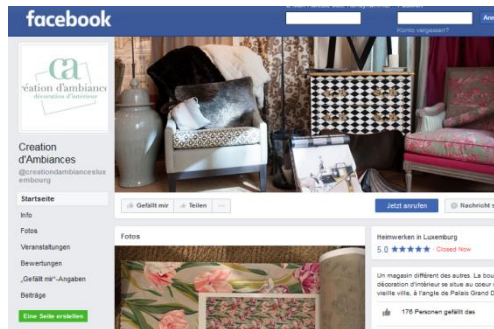 facebook
Konto vergessen?
ca
réation d'ambiance
décoration d'intérieur
Creation
d'Ambiances
@creationdambianceslux
embourg
Startseite
Info
Fotos
Veranstaltungen
Bewertungen
„Gefällt mir“-Angaben
Beiträge
Eine Seite erstellen
Gefällt mir
Teilen
...
Jetzt anrufen
Nachricht s
Fotos
Heimwerken in Luxemburg
5.0 ★★★★★ · Closed Now
Un magasin différent des autres. La bou
décoration d'intérieur se situe au coeur
vieille ville, à l'angle de Palais Grand D
176 Personen gefällt das